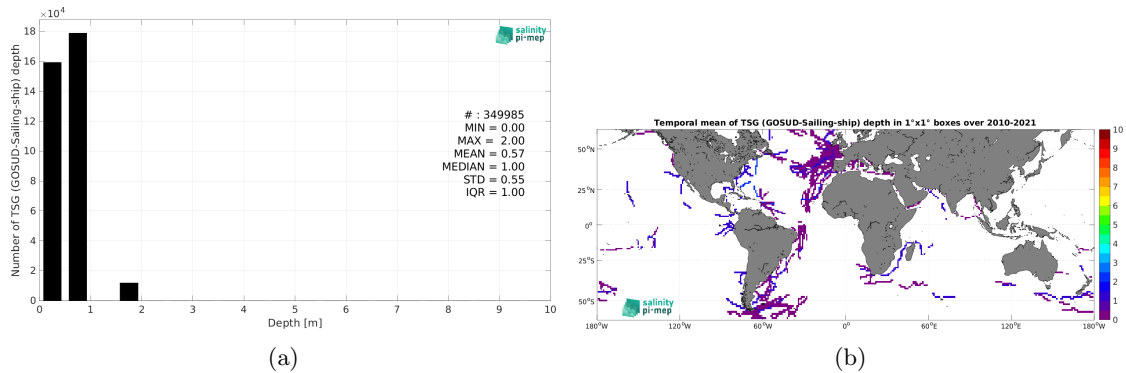 ×10⁴
18
16
14
12
10
8
6
4
2
0
Number of TSG (GOSUD-Sailing-ship) depth
salinity
pi-mep
# : 349985
MIN = 0.00
MAX = 2.00
MEAN = 0.57
MEDIAN = 1.00
STD = 0.55
IQR = 1.00
0 1 2 3 4 5 6 7 8 9 10
Depth [m]
(a)
Temporal mean of TSG (GOSUD-Sailing-ship) depth in 1°x1° boxes over 2010-2021
50°N
25°N
0°
25°S
50°S
salinity
pi-mep
180°W 120°W 60°W 0° 60°E 120°E 180°W
10
9
8
7
6
5
4
3
2
1
0
(b)